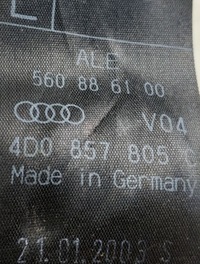 L
ALE
560 88 61 00
V04
4D0 857 805 C
Made in Germany
21.01.2003 S